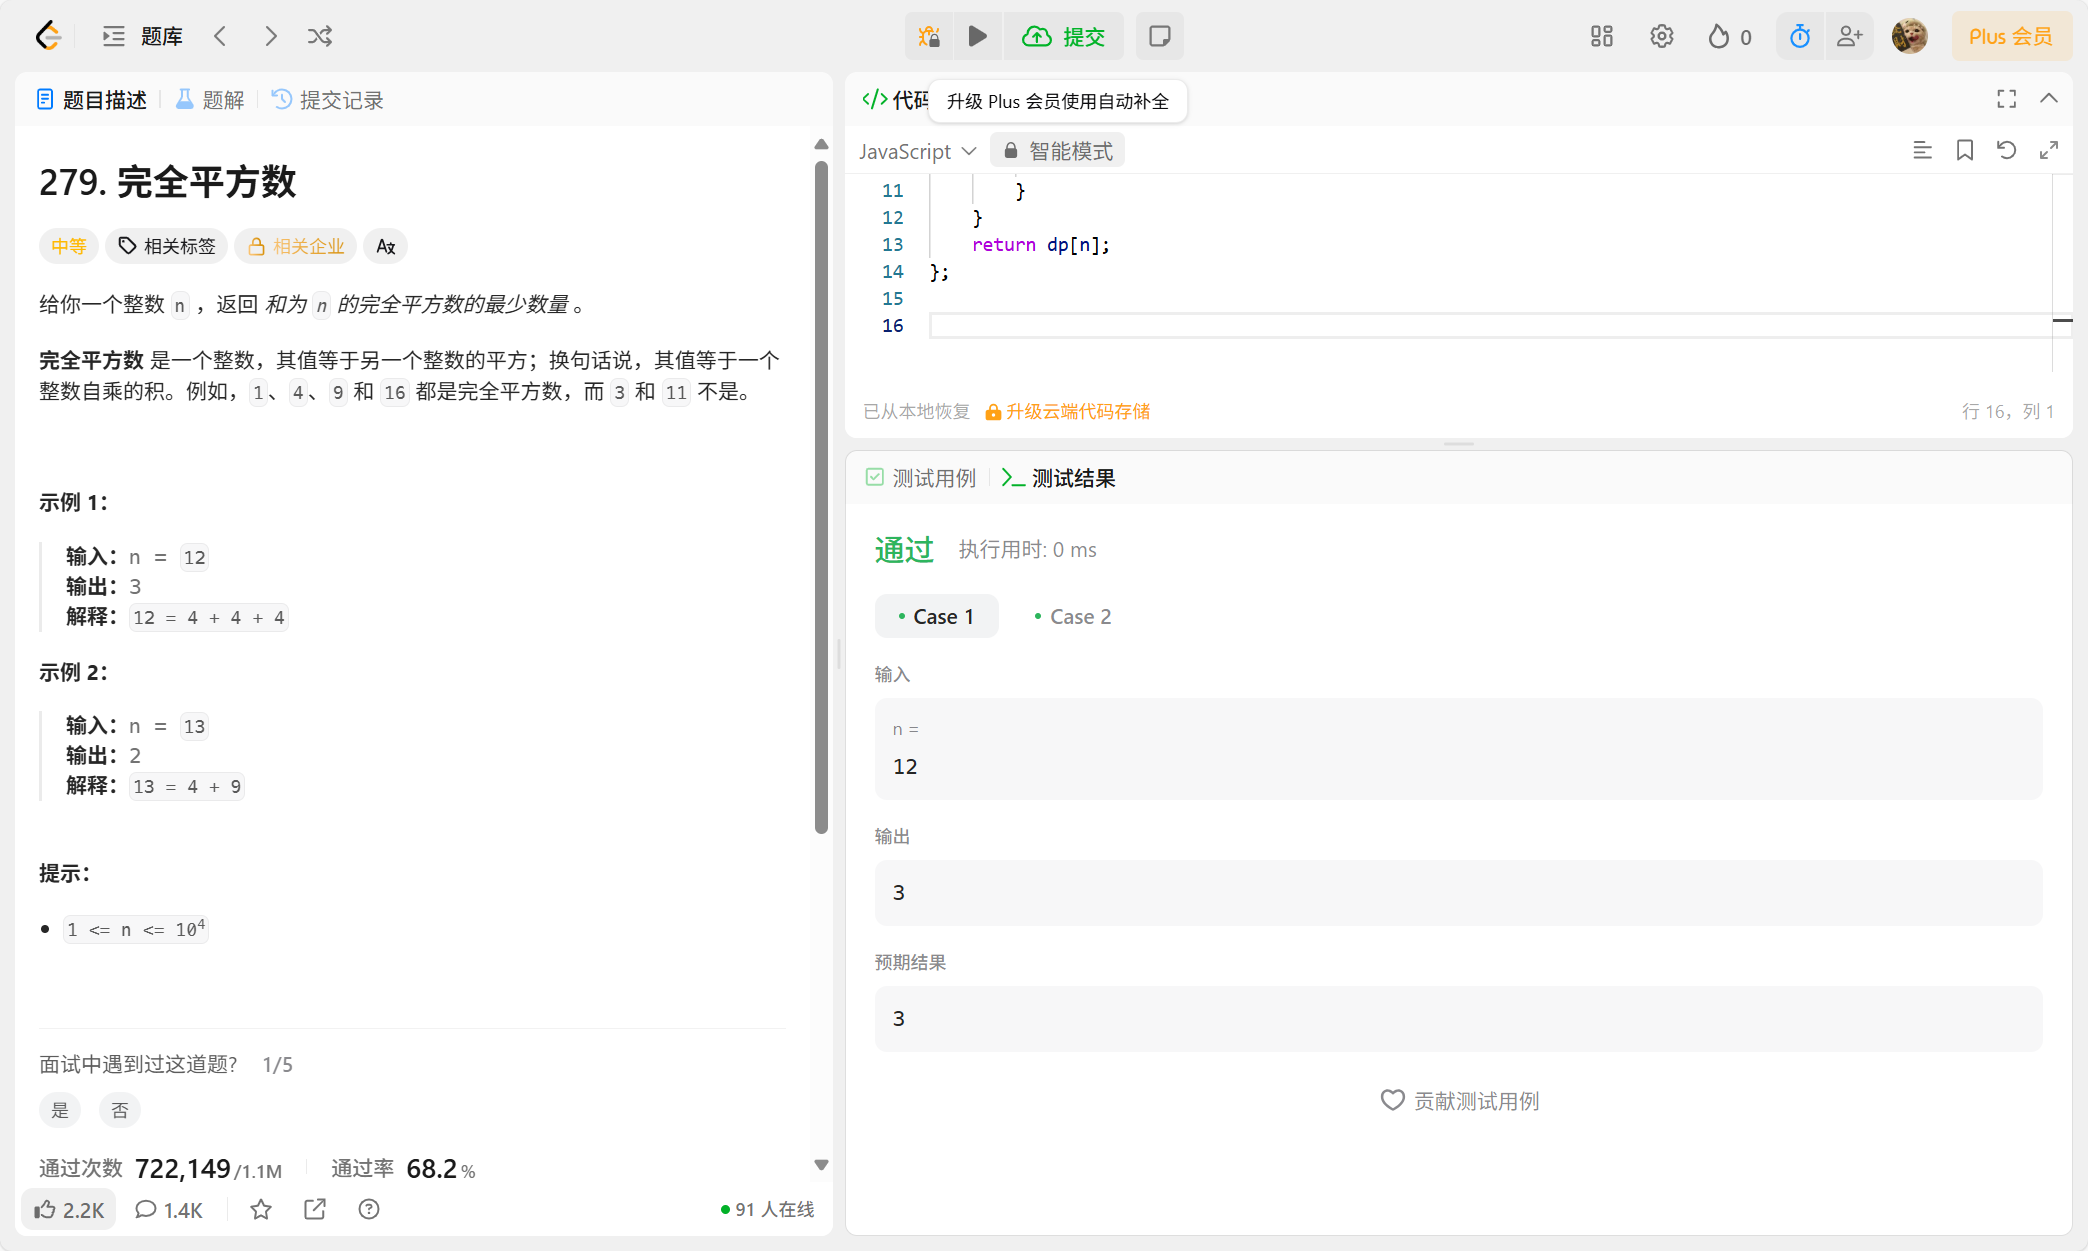 题库
提交
0
Plus 会员
题目描述
题解
提交记录
279. 完全平方数
中等
相关标签
相关企业
给你一个整数 n ，返回 和为 n 的完全平方数的最少数量 。
完全平方数 是一个整数，其值等于另一个整数的平方；换句话说，其值等于一个
整数自乘的积。例如，1、4、9 和 16 都是完全平方数，而 3 和 11 不是。
示例 1：
输入：n = 12
输出：3
解释：12 = 4 + 4 + 4
示例 2：
输入：n = 13
输出：2
解释：13 = 4 + 9
提示：
1 <= n <= 10⁴
面试中遇到过这道题? 1/5
是
否
通过次数 722,149/1.1M
通过率 68.2%
2.2K
1.4K
91 人在线
</> 代码
升级 Plus 会员使用自动补全
JavaScript
智能模式
11 }
12 }
13 return dp[n];
14 };
15
16
已从本地恢复
升级云端代码存储
行 16，列 1
测试用例
测试结果
通过
执行用时: 0 ms
Case 1
Case 2
输入
n =
12
输出
3
预期结果
3
贡献测试用例